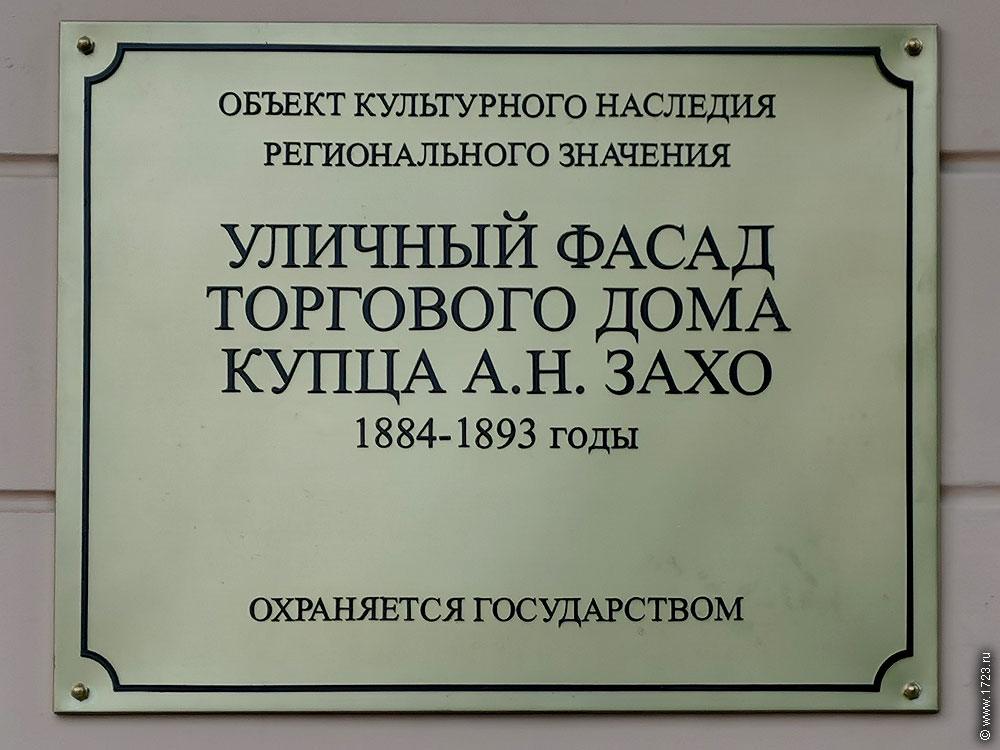 ОБЪЕКТ КУЛЬТУРНОГО НАСЛЕДИЯ
РЕГИОНАЛЬНОГО ЗНАЧЕНИЯ
УЛИЧНЫЙ ФАСАД
ТОРГОВОГО ДОМА
КУПЦА А.Н. ЗАХО
1884-1893 годы
ОХРАНЯЕТСЯ ГОСУДАРСТВОМ
© www.1723.ru